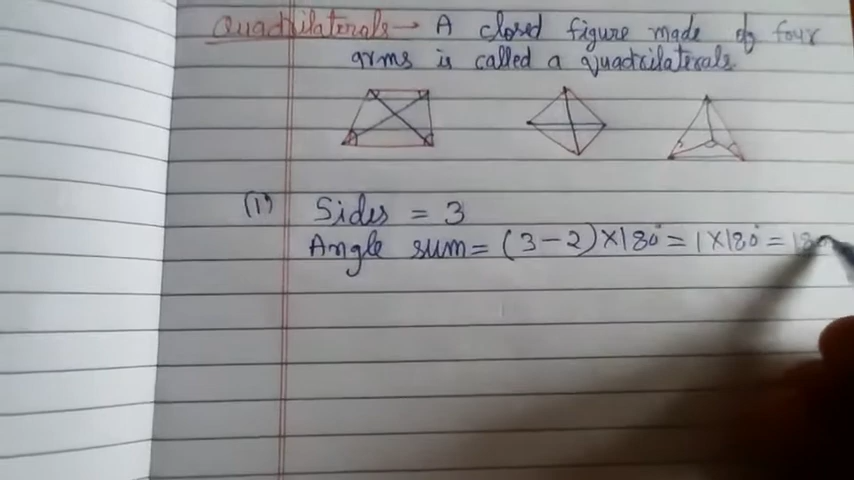 Quadrilaterals → A closed figure made of four
arms is called a quadrilaterals.
(1) Sides = 3
Angle sum = (3-2)×180° = 1×180° = 180